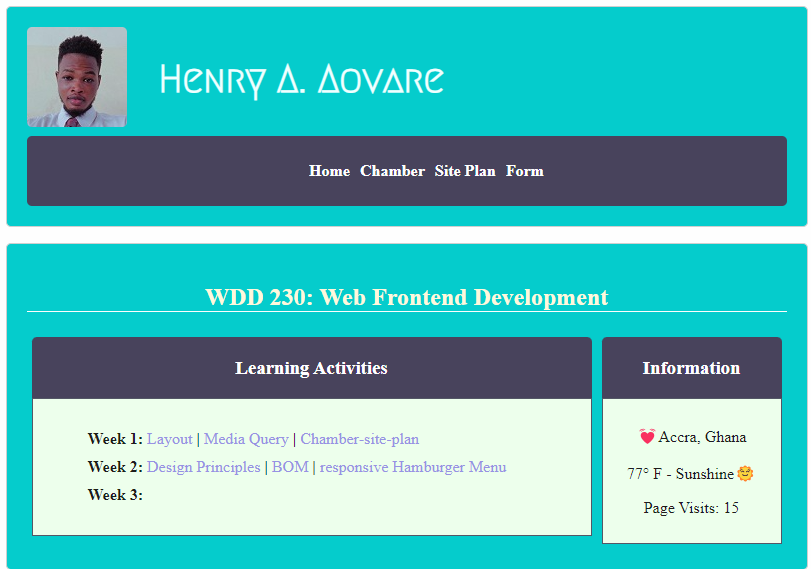 Henry A. Aovare
Home Chamber Site Plan Form
WDD 230: Web Frontend Development
Learning Activities
Week 1: Layout | Media Query | Chamber-site-plan
Week 2: Design Principles | BOM | responsive Hamburger Menu
Week 3:
Information
Accra, Ghana
77° F - Sunshine
Page Visits: 15